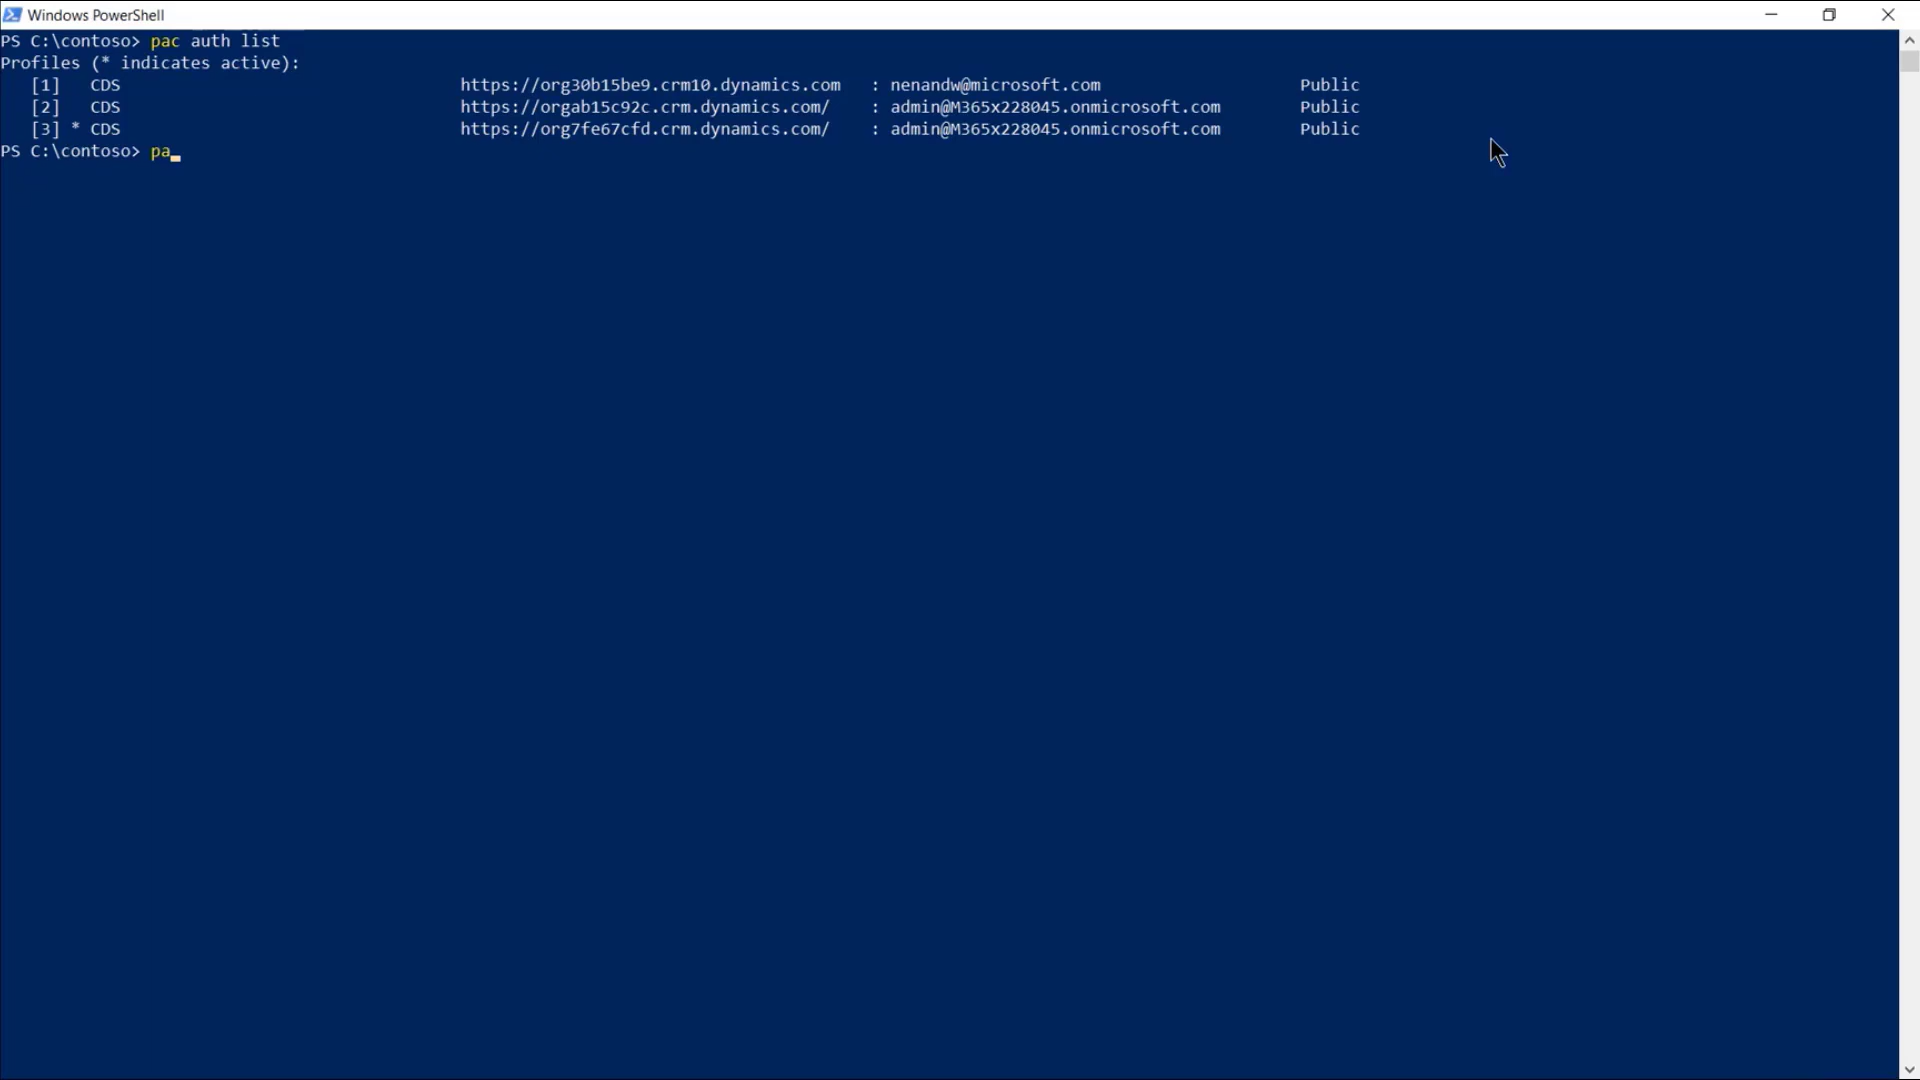 Windows PowerShell
PS C:\contoso> pac auth list
Profiles (* indicates active):
[1]   CDS                                  https://org30b15be9.crm10.dynamics.com   : nenandw@microsoft.com                    Public
[2]   CDS                                  https://orgab15c92c.crm.dynamics.com/    : admin@M365x228045.onmicrosoft.com        Public
[3] * CDS                                  https://org7fe67cfd.crm.dynamics.com/    : admin@M365x228045.onmicrosoft.com        Public
PS C:\contoso> pa